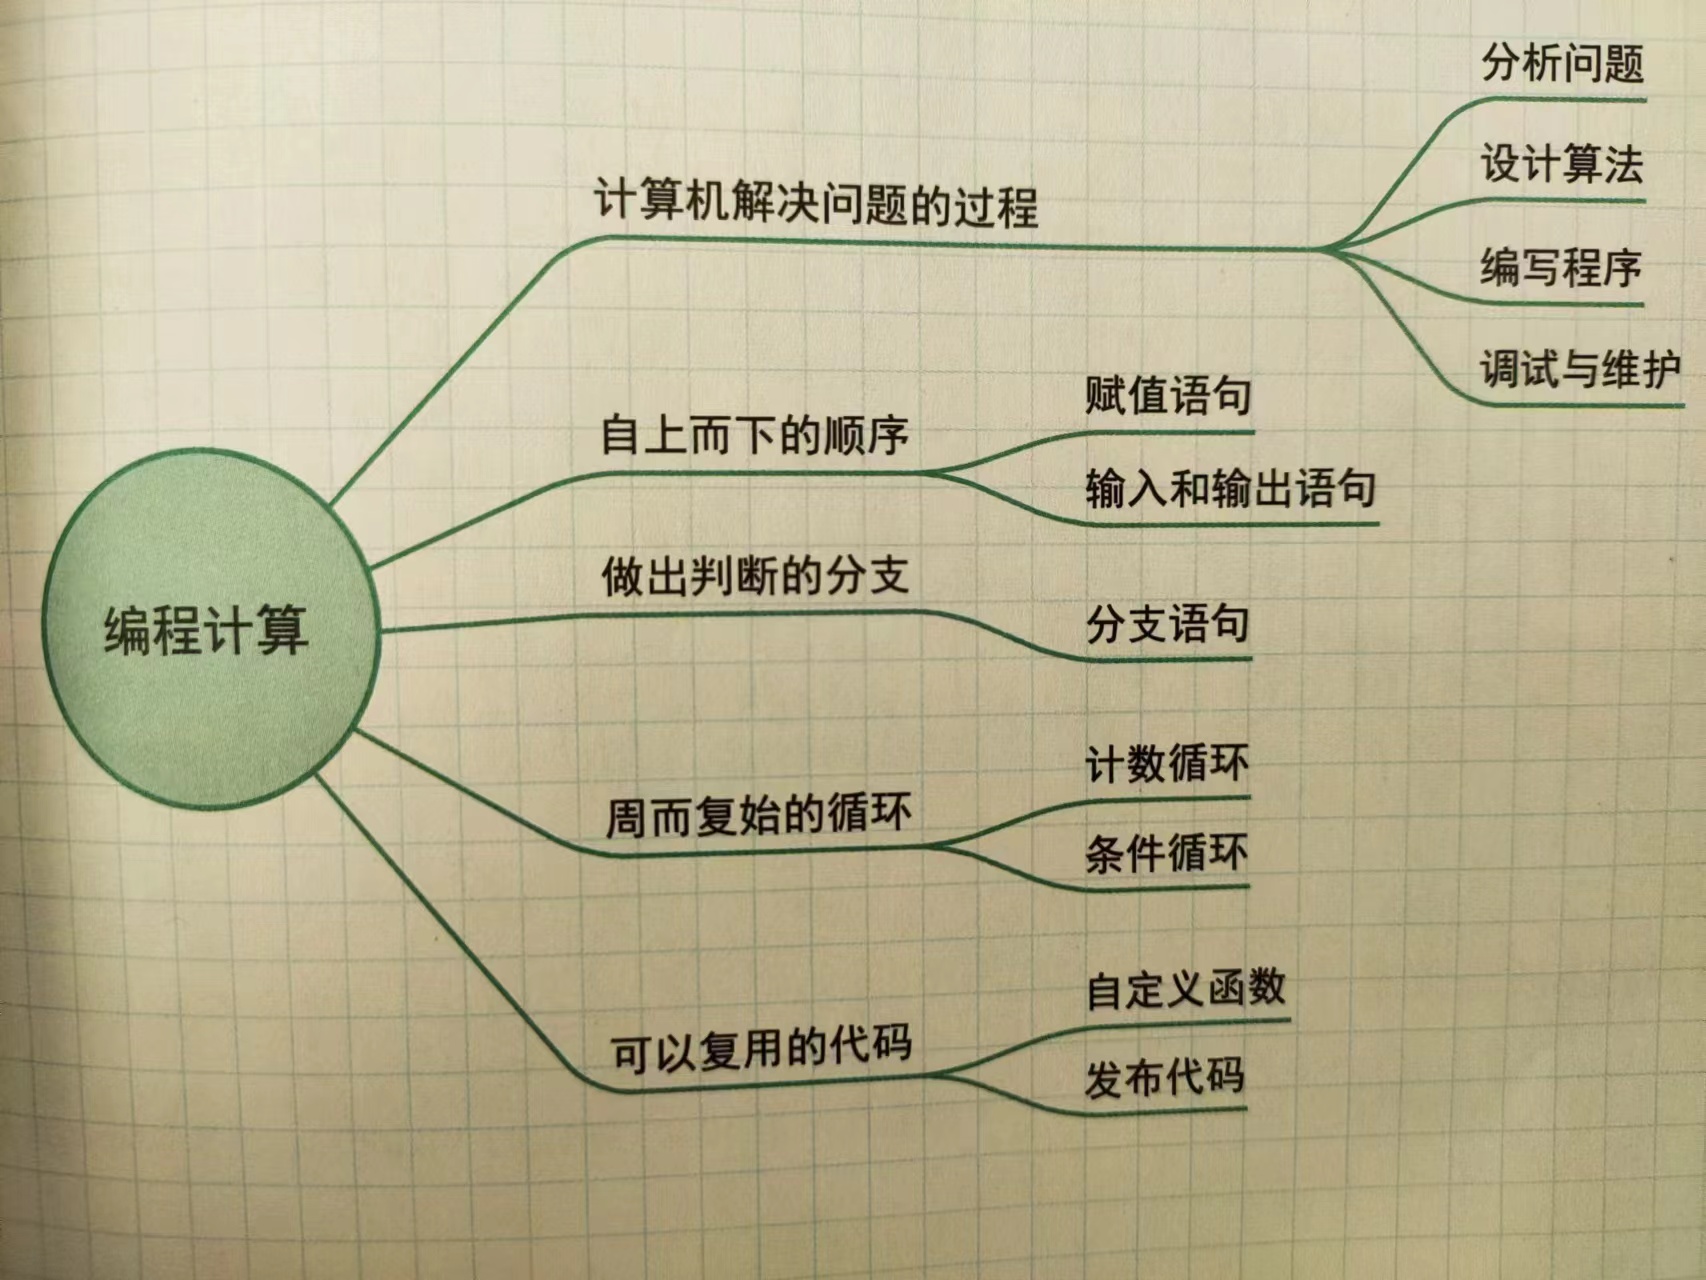 编程计算
计算机解决问题的过程
分析问题
设计算法
编写程序
调试与维护
自上而下的顺序
赋值语句
输入和输出语句
做出判断的分支
分支语句
周而复始的循环
计数循环
条件循环
可以复用的代码
自定义函数
发布代码